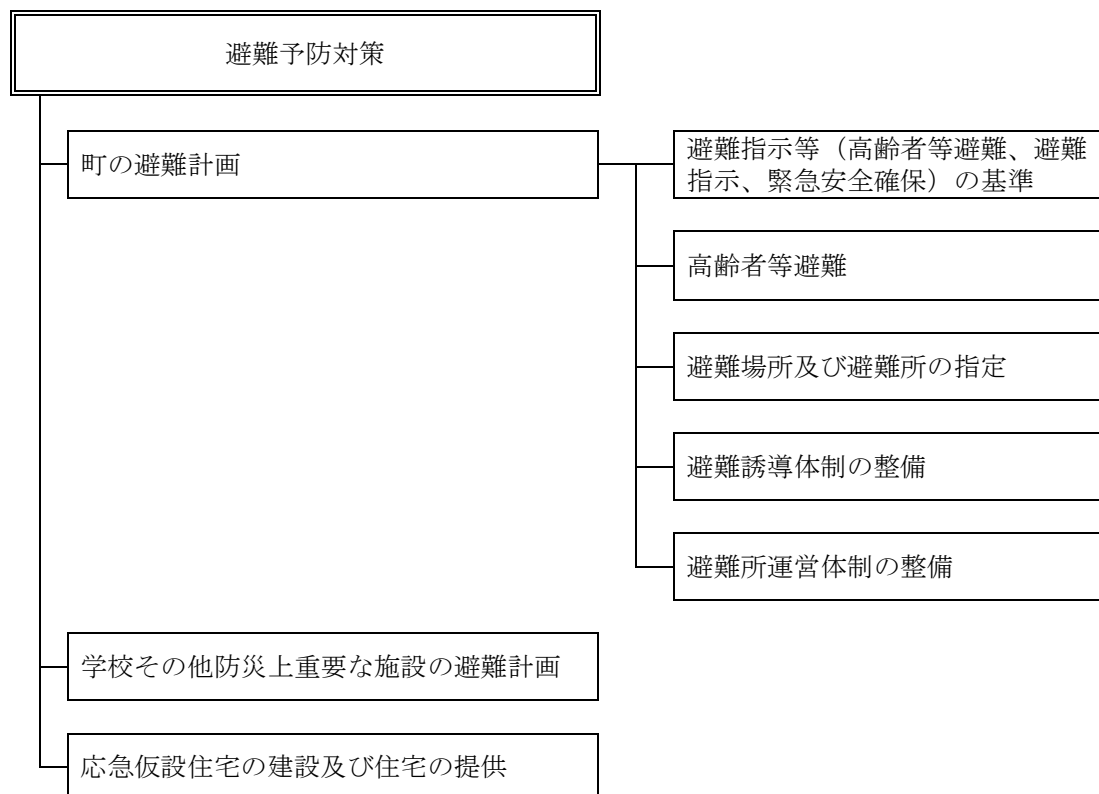 避難予防対策
町の避難計画
避難指示等（高齢者等避難、避難
指示、緊急安全確保）の基準
高齢者等避難
避難場所及び避難所の指定
避難誘導体制の整備
避難所運営体制の整備
学校その他防災上重要な施設の避難計画
応急仮設住宅の建設及び住宅の提供